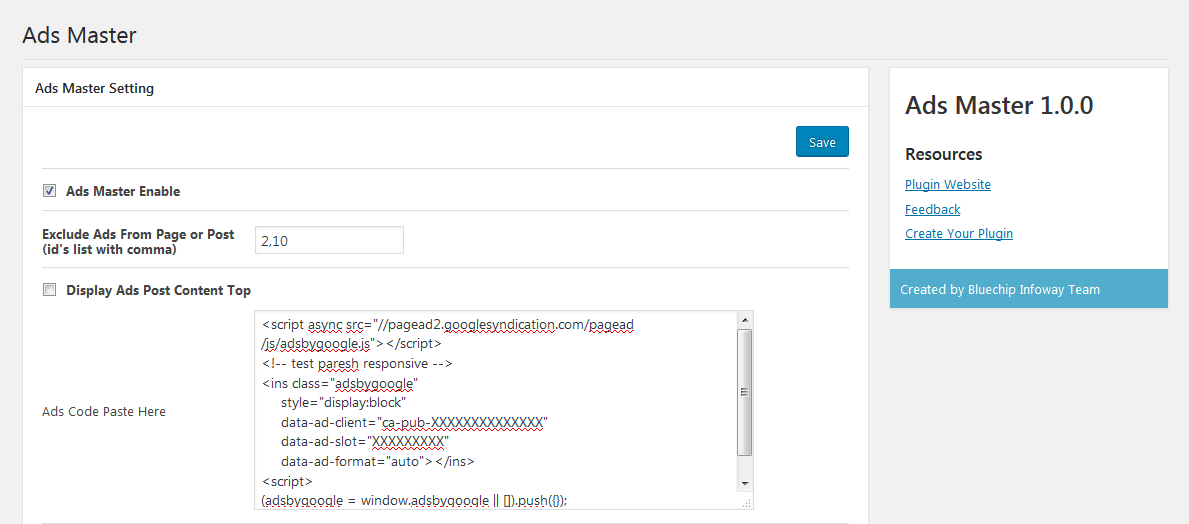 Ads Master
Ads Master Setting
Save
Ads Master Enable
Exclude Ads From Page or Post
(id's list with comma)
2,10
Display Ads Post Content Top
Ads Code Paste Here
<script async src="//pagead2.googlesyndication.com/pagead
/js/adsbygoogle.js"></script>
<!-- test paresh responsive -->
<ins class="adsbygoogle"
     style="display:block"
     data-ad-client="ca-pub-XXXXXXXXXXXXXX"
     data-ad-slot="XXXXXXXXX"
     data-ad-format="auto"></ins>
<script>
(adsbygoogle = window.adsbygoogle || []).push({});
Ads Master 1.0.0
Resources
Plugin Website
Feedback
Create Your Plugin
Created by Bluechip Infoway Team